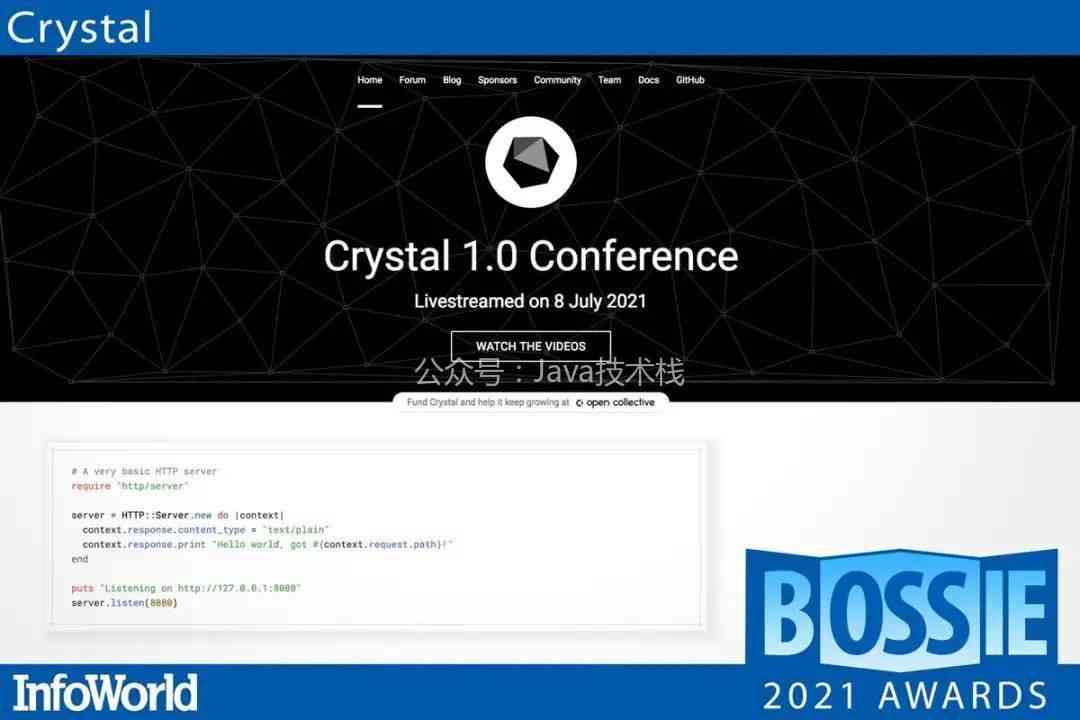 Crystal
Home Forum Blog Sponsors Community Team Docs GitHub
Crystal 1.0 Conference
Livestreamed on 8 July 2021
WATCH THE VIDEOS
公众号：Java技术栈
Fund Crystal and help it keep growing at open collective
# A very basic HTTP server
require "http/server"
server = HTTP::Server.new do |context|
context.response.content_type = "text/plain"
context.response.print "Hello world, got #{context.request.path}!"
end
puts "Listening on http://127.0.0.1:8080"
server.listen(8080)
BOSSIE
2021 AWARDS
InfoWorld